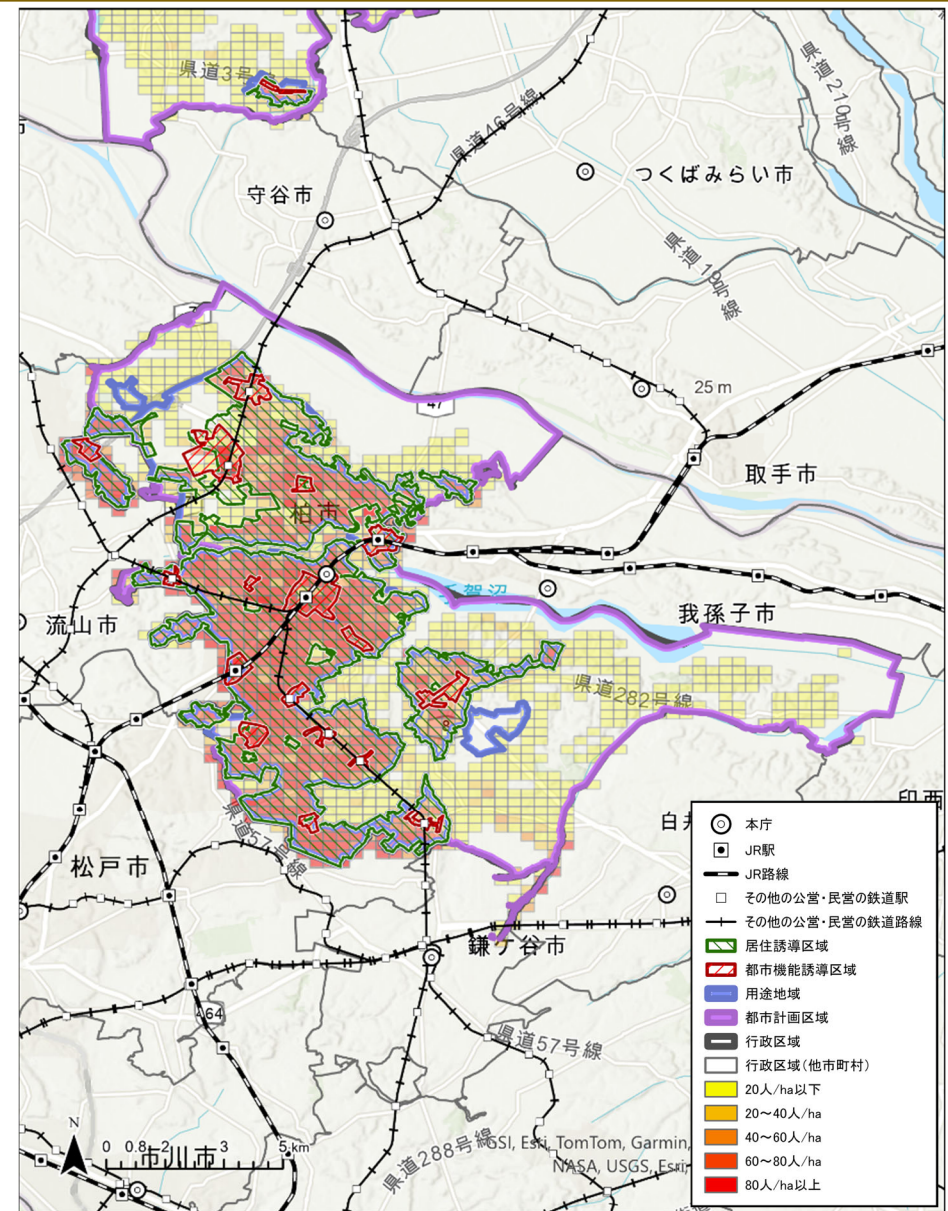 県道3号
県道210号線
県道46号線
つくばみらい市
守谷市
県道19号線
25 m
47
取手市
柏市
手賀沼
我孫子市
流山市
県道282号線
印西
白井
県道57号線
松戸市
鎌ケ谷市
464
県道57号線
県道288号線
市川市
N
0 0.8 2 3 5 km
GSI, Esri, TomTom, Garmin,
NASA, USGS, Esri,
本庁
JR駅
JR路線
その他の公営・民営の鉄道駅
その他の公営・民営の鉄道路線
居住誘導区域
都市機能誘導区域
用途地域
都市計画区域
行政区域
行政区域(他市町村)
20人/ha以下
20~40人/ha
40~60人/ha
60~80人/ha
80人/ha以上